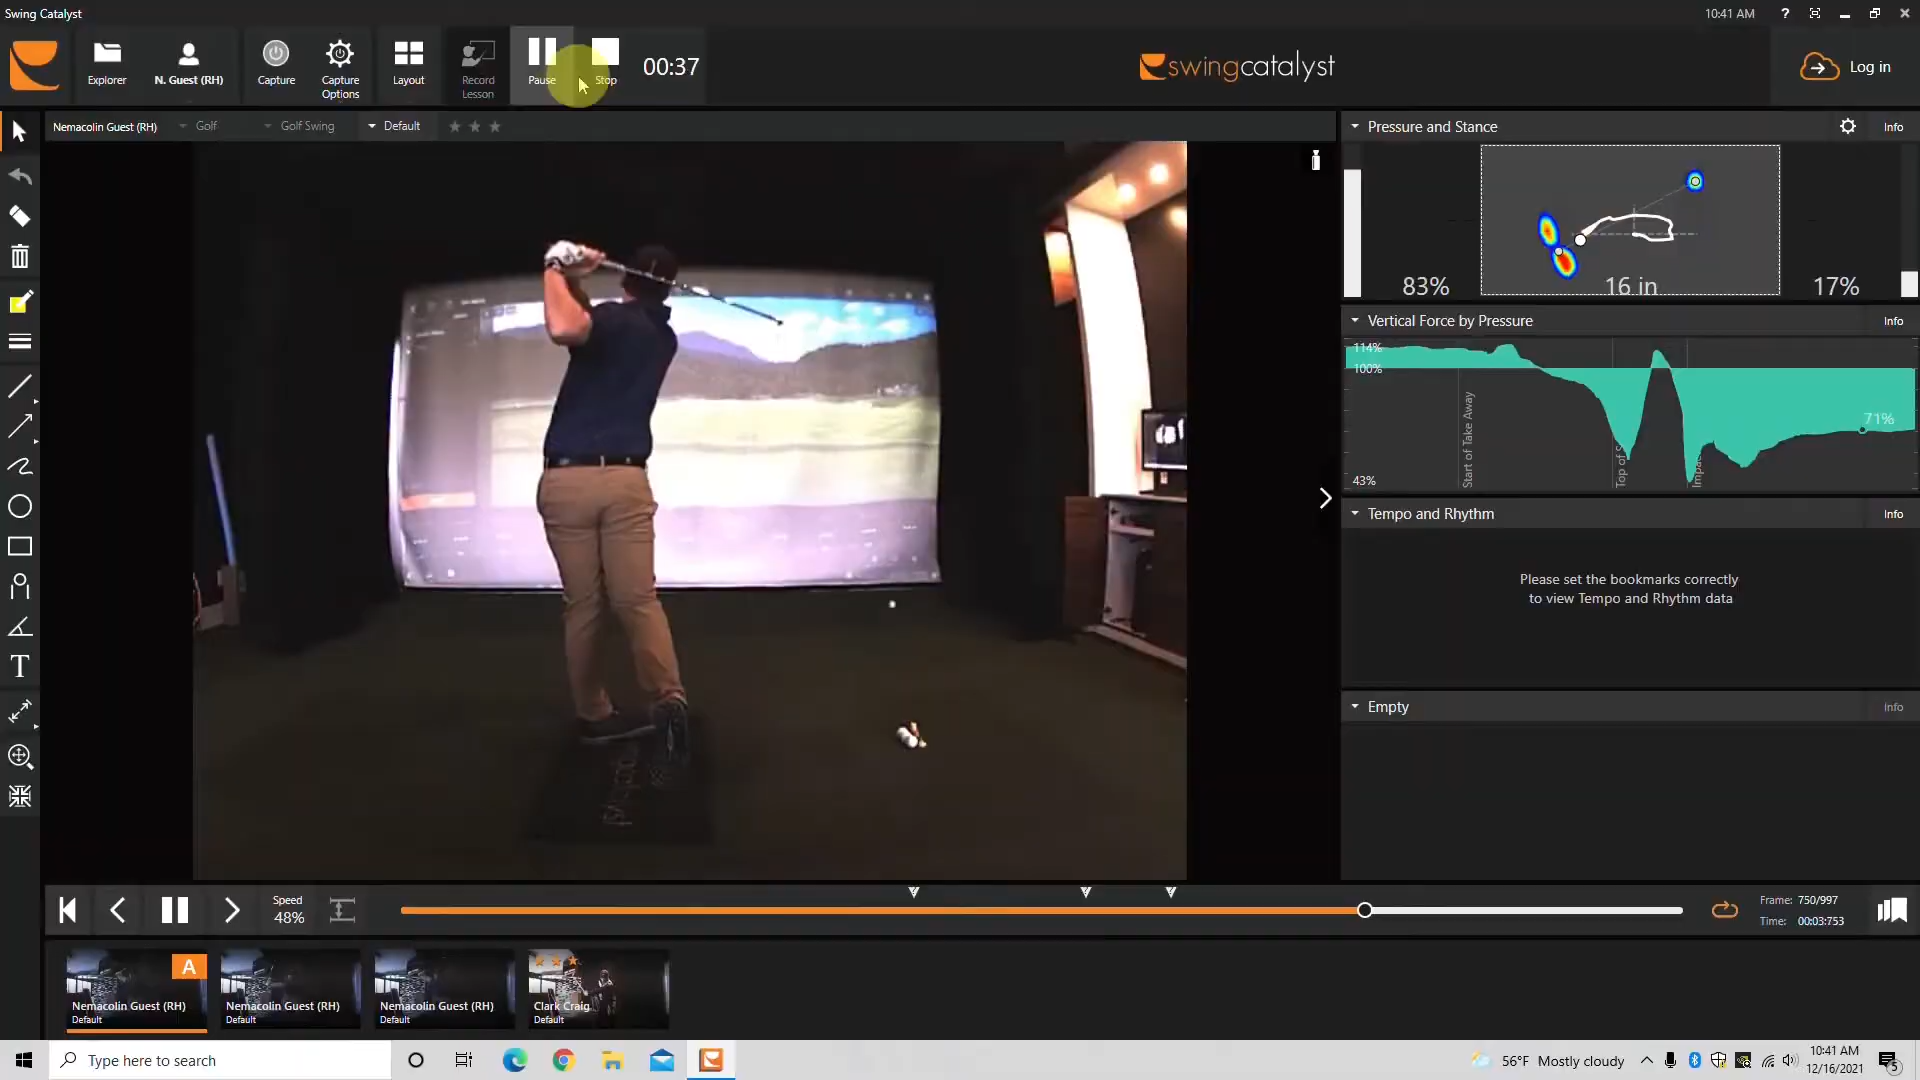 Swing Catalyst
10:41 AM
?
Explorer
N. Guest (RH)
Capture
Capture
Options
Layout
Record
Lesson
Pause
Stop
00:37
swingcatalyst
Log in
Nemacolin Guest (RH)
Golf
Golf Swing
Default
Pressure and Stance
Info
83%
16 in
17%
Vertical Force by Pressure
Info
114%
100%
Start of Take Away
Top of S
Impac
71%
43%
Tempo and Rhythm
Info
Please set the bookmarks correctly
to view Tempo and Rhythm data
Empty
Info
T
Speed
48%
Frame: 750/997
Time: 00:03:753
A
Nemacolin Guest (RH)
Default
Nemacolin Guest (RH)
Default
Nemacolin Guest (RH)
Default
Clark Craig
Default
Type here to search
56°F Mostly cloudy
10:41 AM
12/16/2021
5